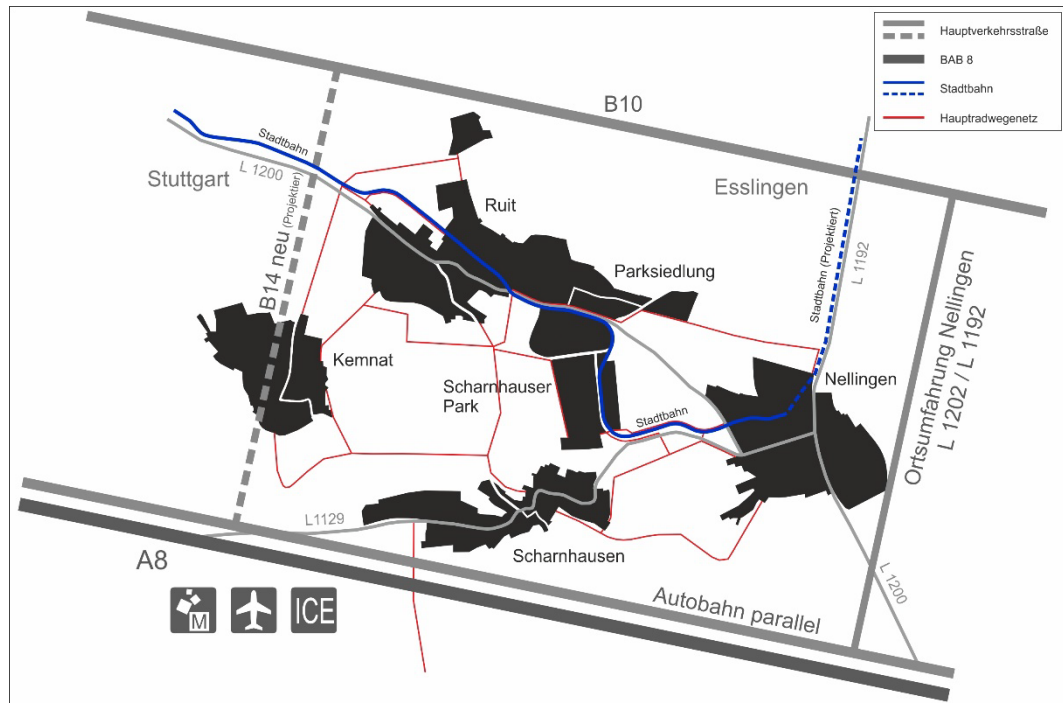 Hauptverkehrsstraße
BAB 8
Stadtbahn
Hauptradwegenetz
B10
Stadtbahn
L 1200
Stuttgart
Esslingen
Ruit
B14 neu (Projektier)
Parksiedlung
Stadtbahn (Projektiert)
L 1192
Kemnat
Scharnhauser
Park
Nellingen
Stadtbahn
Ortsumfahrung Nellingen
L 1202 / L 1192
L1129
Scharnhausen
A8
M
ICE
Autobahn parallel
L 1200